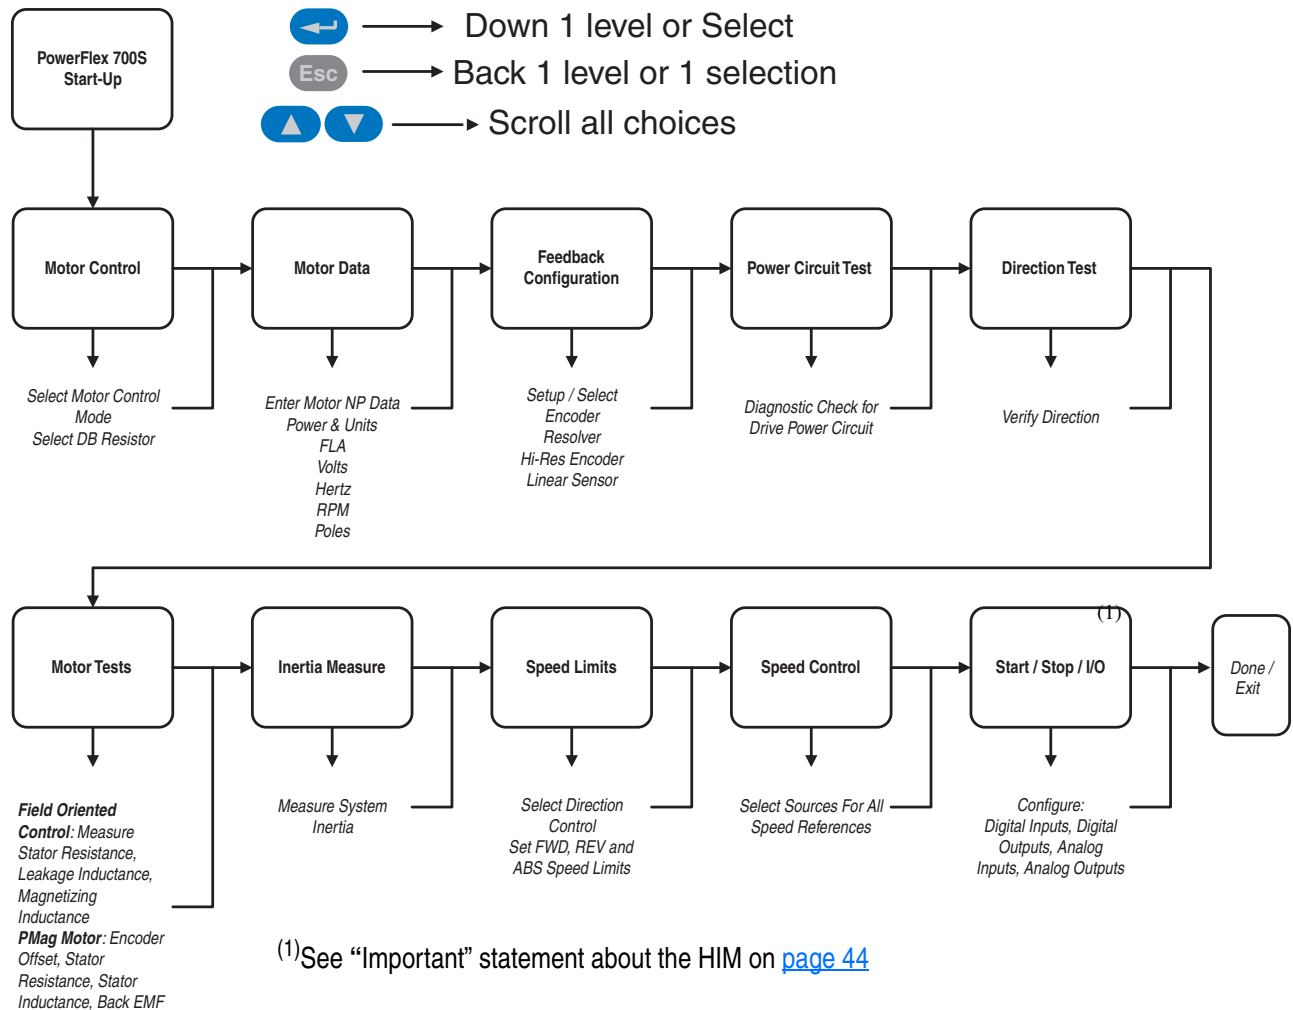 PowerFlex 700S
Start-Up
Down 1 level or Select
Esc
Back 1 level or 1 selection
Scroll all choices
Motor Control
Motor Data
Feedback
Configuration
Power Circuit Test
Direction Test
Select Motor Control
Mode
Select DB Resistor
Enter Motor NP Data
Power & Units
FLA
Volts
Hertz
RPM
Poles
Setup / Select
Encoder
Resolver
Hi-Res Encoder
Linear Sensor
Diagnostic Check for
Drive Power Circuit
Verify Direction
Motor Tests
Inertia Measure
Speed Limits
Speed Control
(1)
Start / Stop / I/O
Done /
Exit
Field Oriented
Control: Measure
Stator Resistance,
Leakage Inductance,
Magnetizing
Inductance
PMag Motor: Encoder
Offset, Stator
Resistance, Stator
Inductance, Back EMF
Measure System
Inertia
Select Direction
Control
Set FWD, REV and
ABS Speed Limits
Select Sources For All
Speed References
Configure:
Digital Inputs, Digital
Outputs, Analog
Inputs, Analog Outputs
(1)See “Important” statement about the HIM on page 44